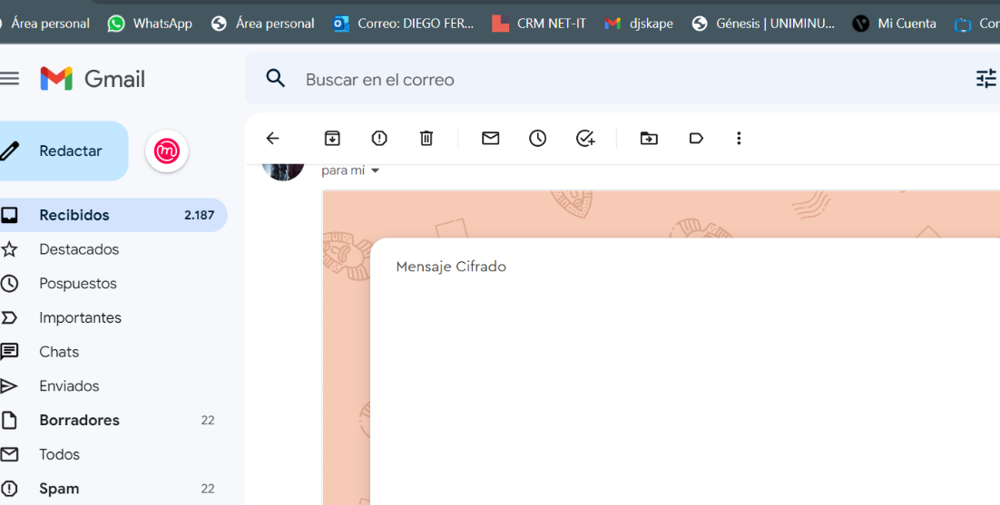 Área personal WhatsApp Área personal Correo: DIEGO FER... CRM NET-IT djskape Génesis | UNIMINU... Mi Cuenta Cor
Gmail
Buscar en el correo
Redactar
para mí
Recibidos 2.187
Destacados
Pospuestos
Importantes
Chats
Enviados
Borradores 22
Todos
Spam 22
Mensaje Cifrado